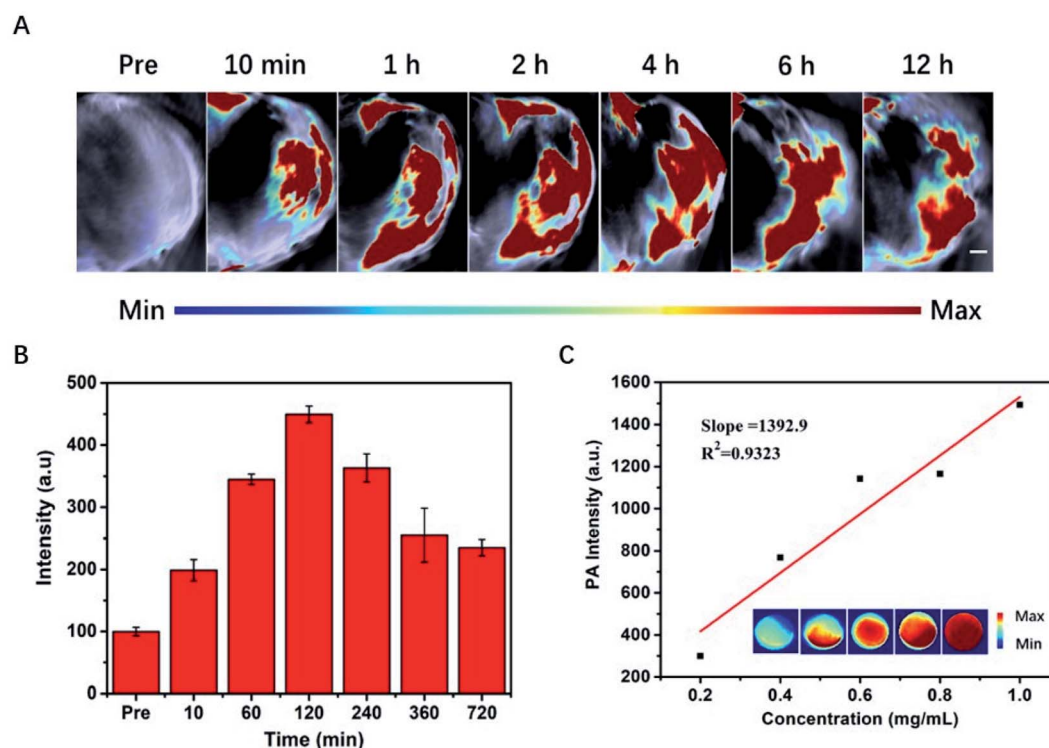 A
Pre 10 min 1 h 2 h 4 h 6 h 12 h
Min Max
B
Intensity (a.u)
500
400
300
200
100
0
Pre 10 60 120 240 360 720
Time (min)
C
PA Intensity (a.u.)
1600
1400
1200
1000
800
600
400
200
Slope =1392.9
R²=0.9323
Max
Min
0.2 0.4 0.6 0.8 1.0
Concentration (mg/mL)